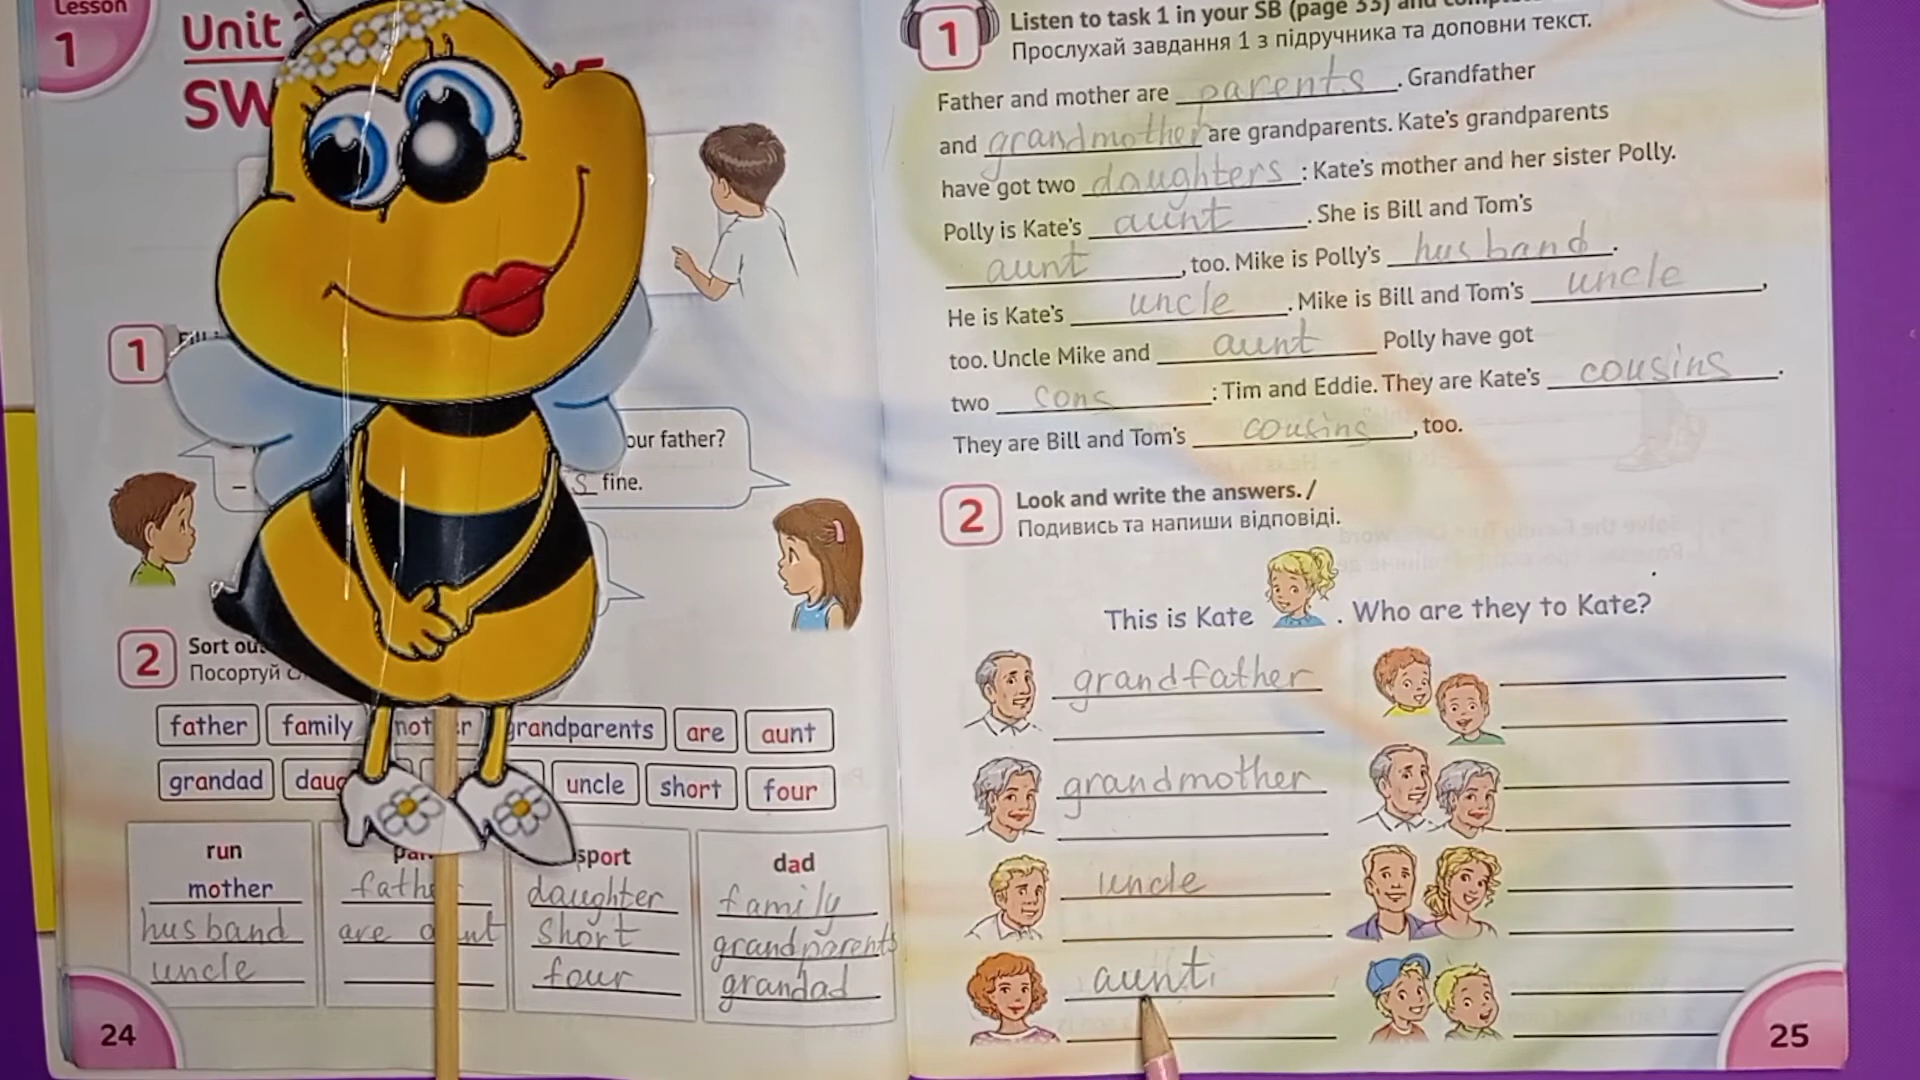 Lesson
1
Unit
SW
1
our father?
– s fine.
2 Sort out
Посортуй
father family mother grandparents are aunt
grandad uncle short four
run
mother
husband
uncle
father
are aunt
sport
daughter
short
four
dad
family
grandparents
grandad
24
1 Listen to task 1 in your SB (page 33) and
Прослухай завдання 1 з підручника та доповни текст.
Father and mother are parents. Grandfather
and grandmother are grandparents. Kate's grandparents
have got two daughters: Kate's mother and her sister Polly.
Polly is Kate's aunt. She is Bill and Tom's
aunt, too. Mike is Polly's husband.
He is Kate's uncle. Mike is Bill and Tom's uncle,
too. Uncle Mike and aunt Polly have got
two cons: Tim and Eddie. They are Kate's cousins.
They are Bill and Tom's cousins, too.
2 Look and write the answers. /
Подивись та напиши відповіді.
This is Kate . Who are they to Kate?
grandfather
grandmother
uncle
aunt
25